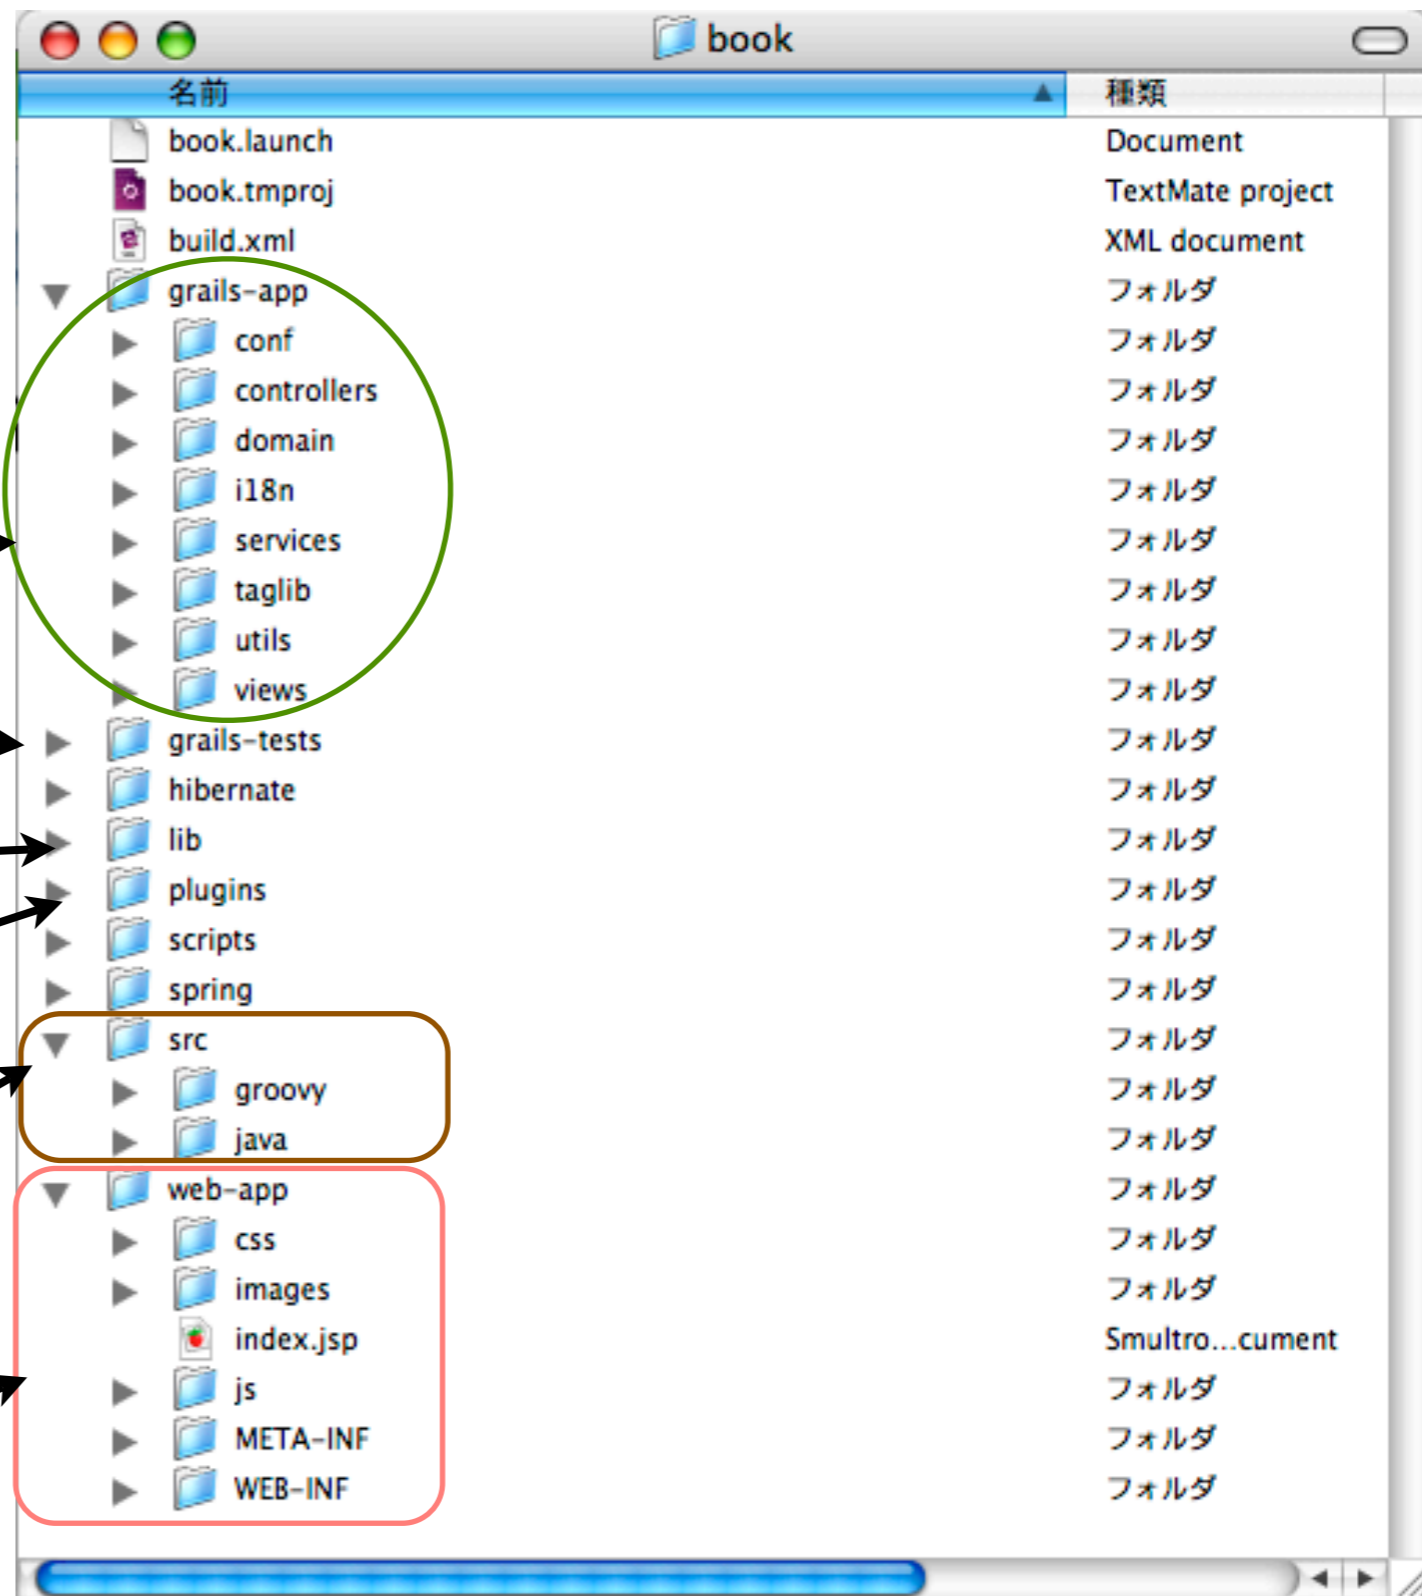 book
名前 種類
book.launch Document
book.tmproj TextMate project
build.xml XML document
grails-app フォルダ
conf フォルダ
controllers フォルダ
domain フォルダ
i18n フォルダ
services フォルダ
taglib フォルダ
utils フォルダ
views フォルダ
grails-tests フォルダ
hibernate フォルダ
lib フォルダ
plugins フォルダ
scripts フォルダ
spring フォルダ
src フォルダ
groovy フォルダ
java フォルダ
web-app フォルダ
css フォルダ
images フォルダ
index.jsp Smultro...cument
js フォルダ
META-INF フォルダ
WEB-INF フォルダ